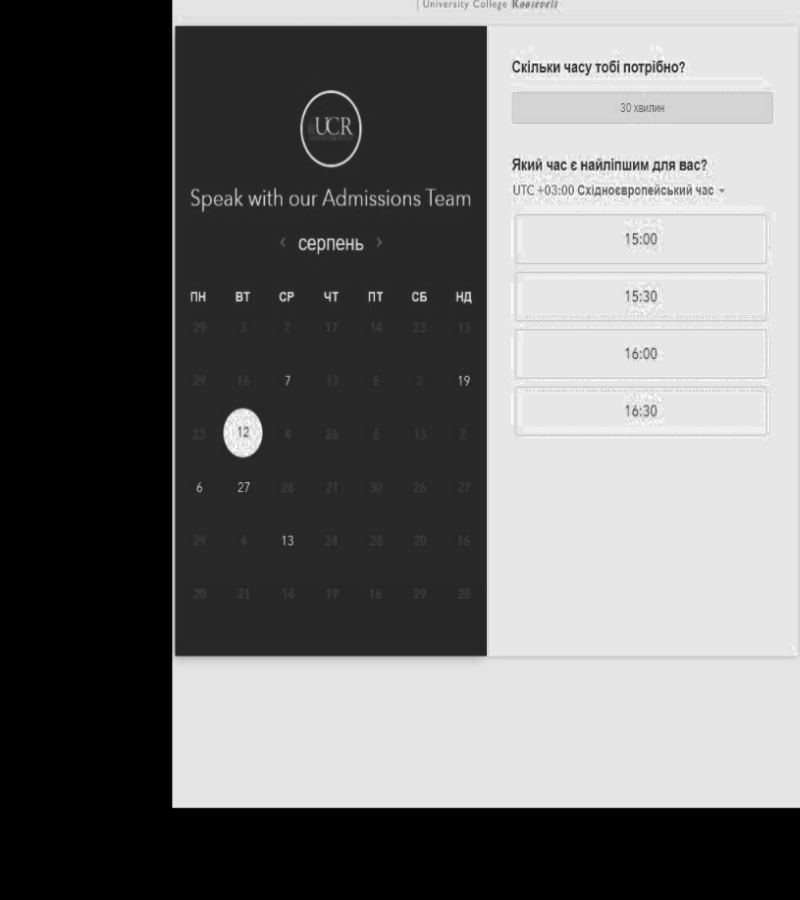 | University College Roosevelt
UCR
Speak with our Admissions Team
‹ серпень ›
ПН ВТ СР ЧТ ПТ СБ НД
29 3 2 17 14 23 13
29 16 7 13 6 3 19
23 12 4 26 6 13 2
6 27 26 21 30 26 27
29 4 13 24 28 20 16
20 21 14 19 16 29 28
Скільки часу тобі потрібно?
30 хвилин
Який час є найліпшим для вас?
UTC +03:00 Східноєвропейський час
15:00
15:30
16:00
16:30